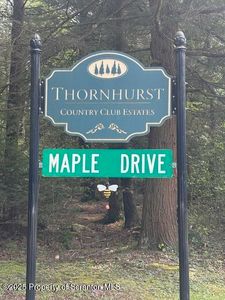 THORNHURST
COUNTRY CLUB ESTATES
MAPLE DRIVE
©2025 Property of Scranton MLS